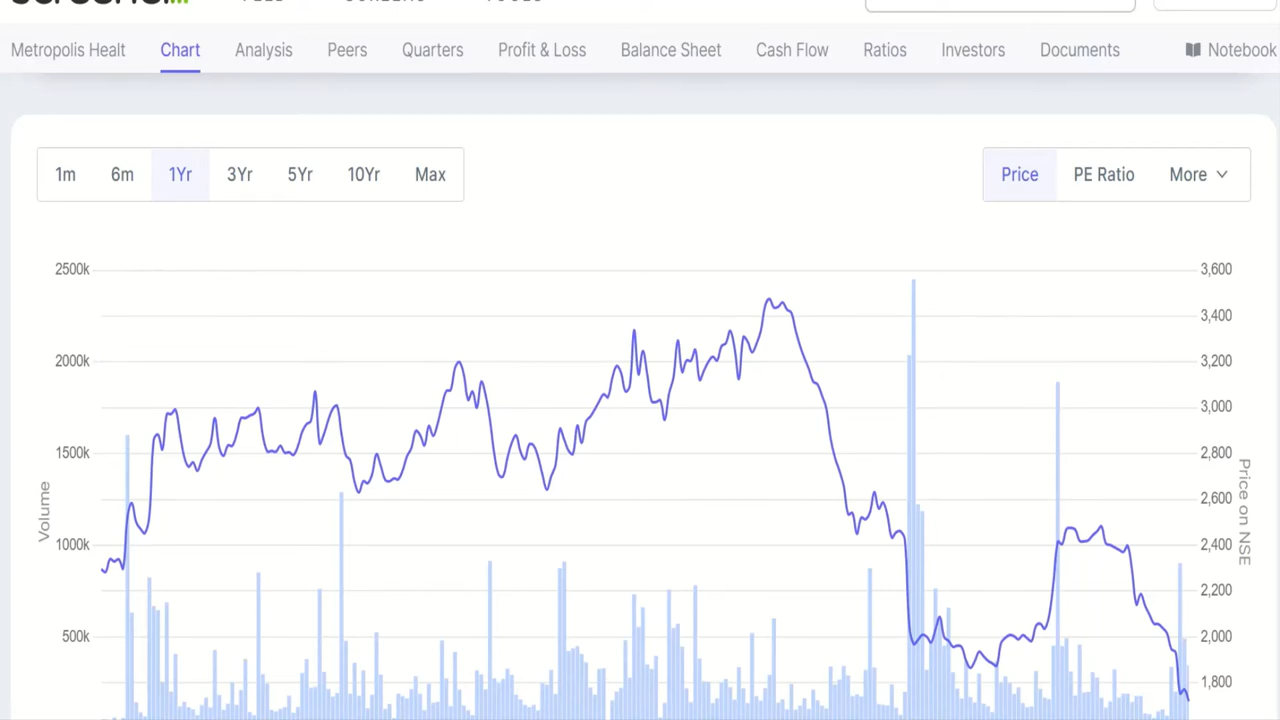 Metropolis Healt Chart Analysis Peers Quarters Profit & Loss Balance Sheet Cash Flow Ratios Investors Documents Notebook
1m 6m 1Yr 3Yr 5Yr 10Yr Max Price PE Ratio More
2500k 3,600
3,400
2000k 3,200
3,000
1500k 2,800
2,600
1000k 2,400
2,200
500k 2,000
1,800
Volume
Price on NSE